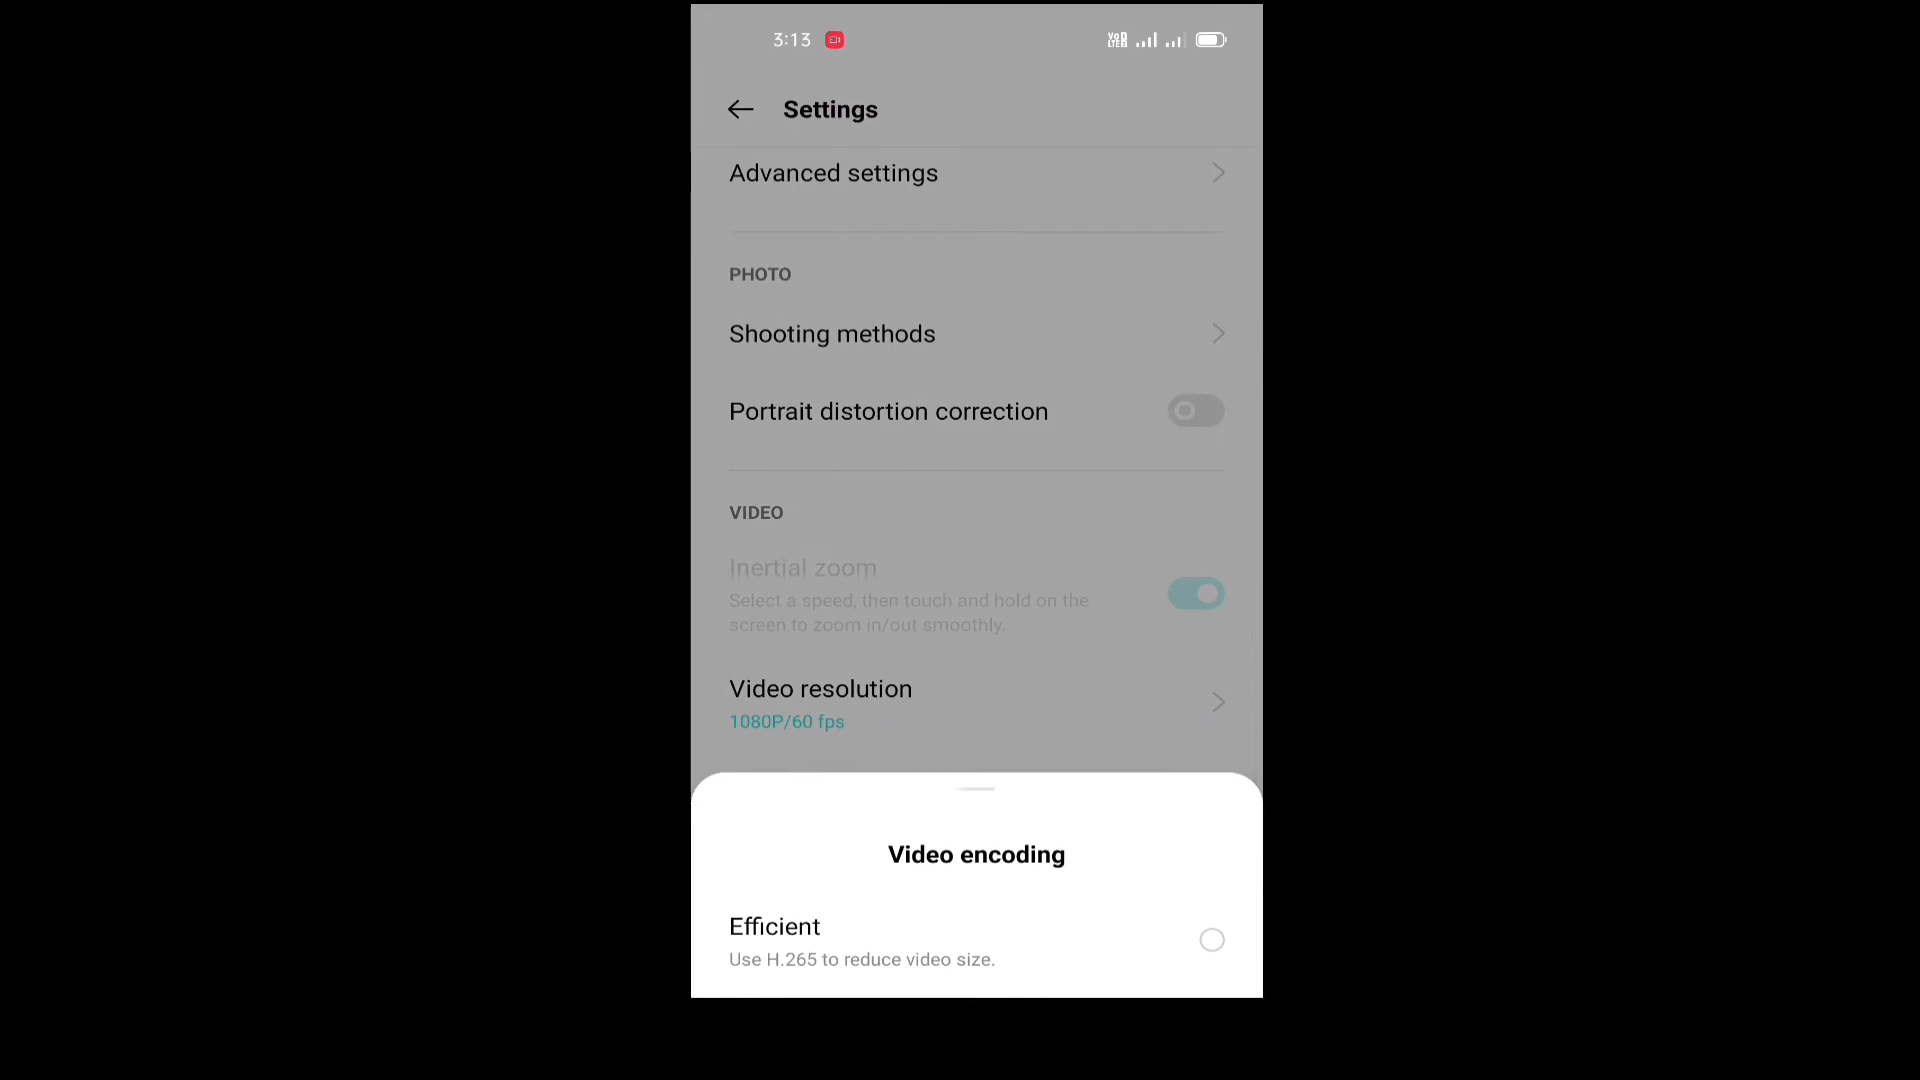 3:13
Settings
Advanced settings
PHOTO
Shooting methods
Portrait distortion correction
VIDEO
Inertial zoom
Select a speed, then touch and hold on the
screen to zoom in/out smoothly.
Video resolution
1080P/60 fps
Video encoding
Efficient
Use H.265 to reduce video size.